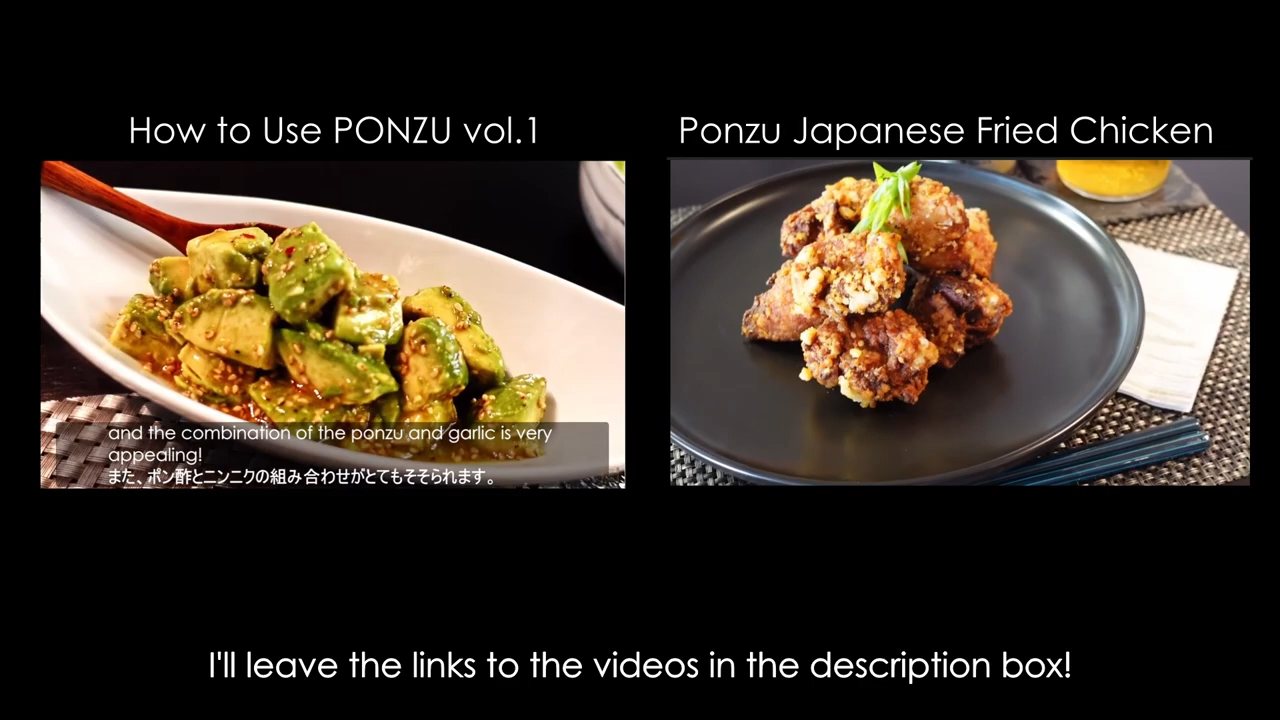 How to Use PONZU vol.1
Ponzu Japanese Fried Chicken
and the combination of the ponzu and garlic is very
appealing!
また、ポン酢とニンニクの組み合わせがとてもそそられます。
I'll leave the links to the videos in the description box!